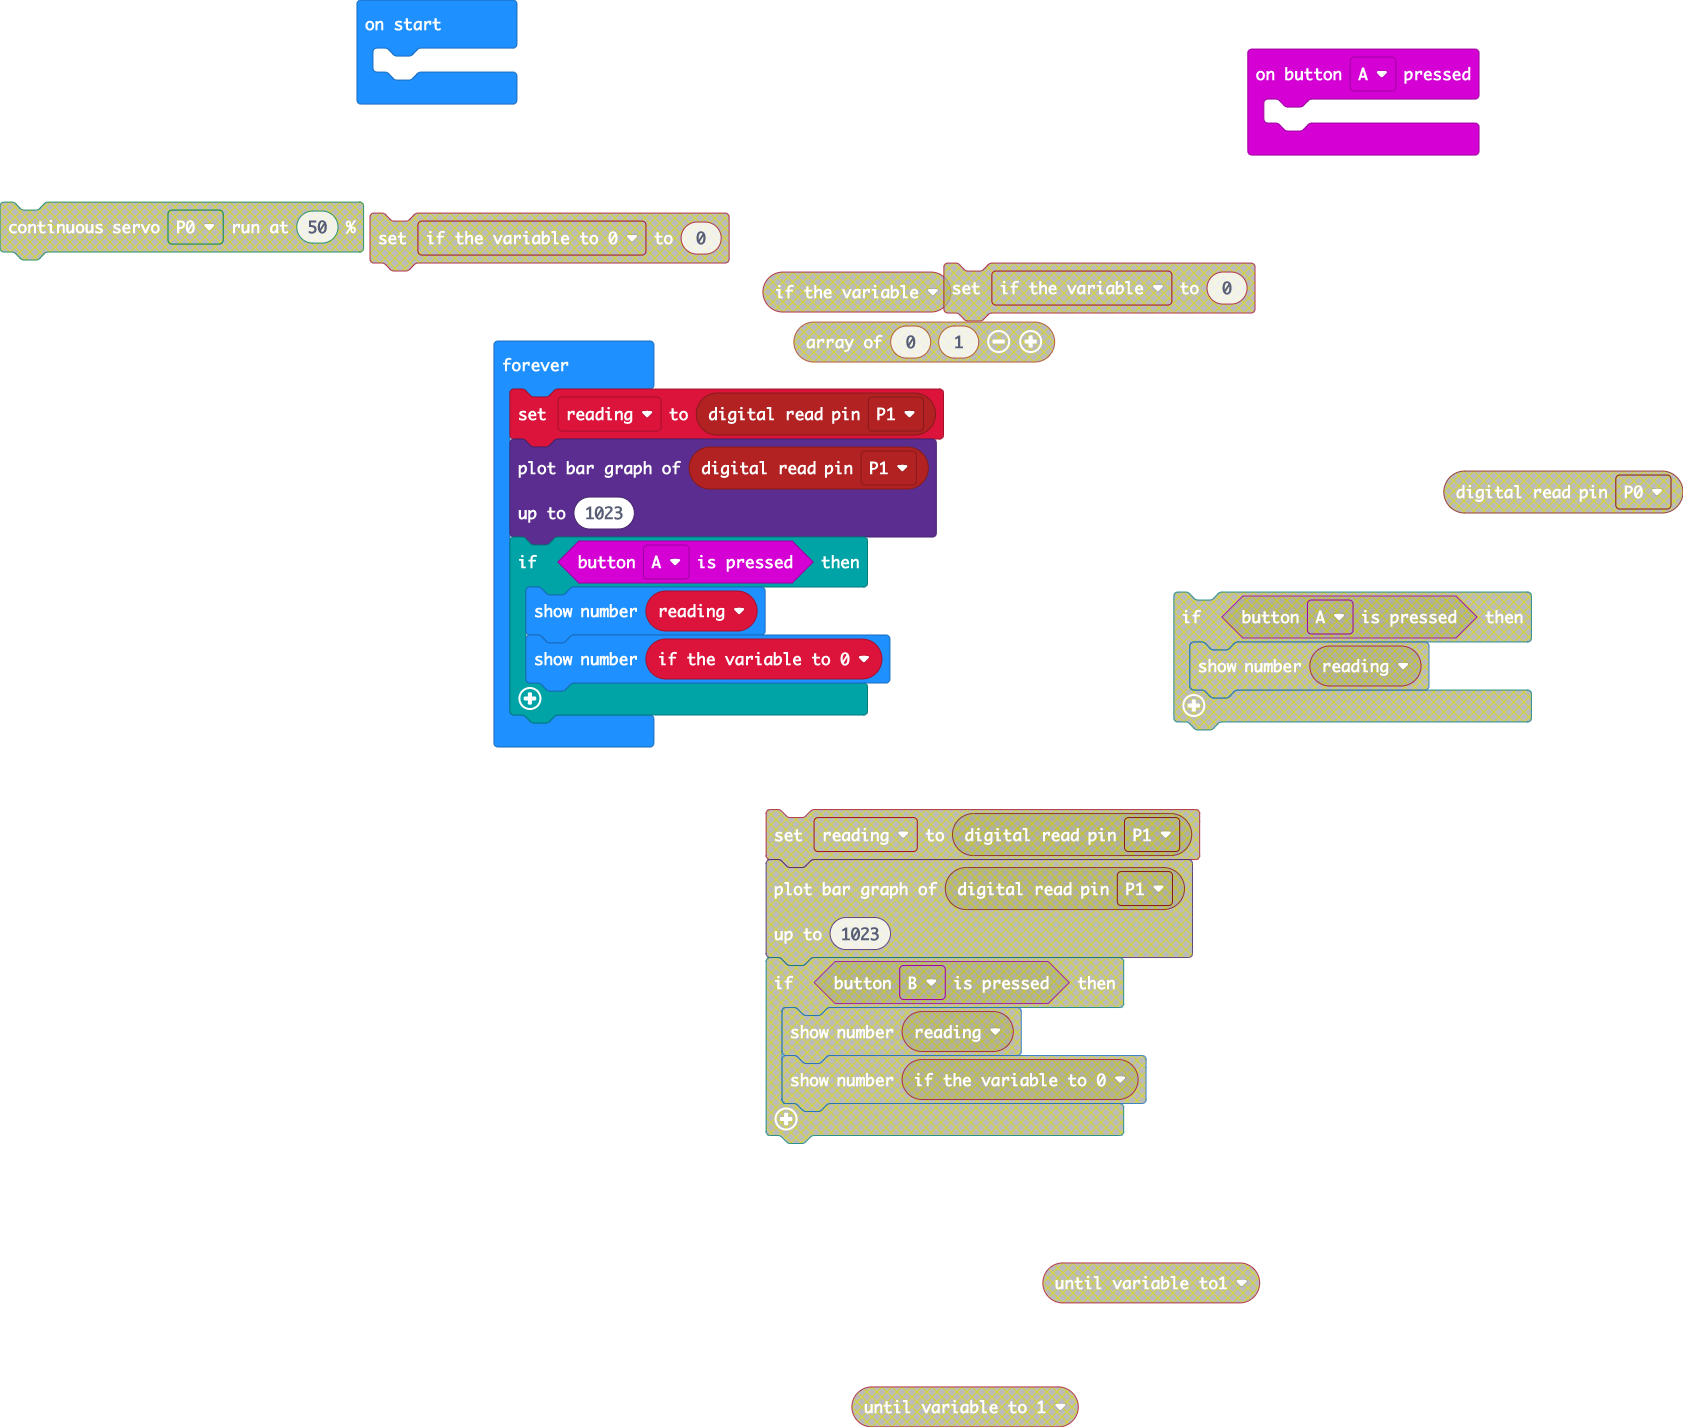 on start
on button A pressed
continuous servo P0 run at 50 %
set if the variable to 0 to 0
if the variable
set if the variable to 0
array of 0 1
forever
set reading to digital read pin P1
plot bar graph of digital read pin P1
up to 1023
if button A is pressed then
show number reading
show number if the variable to 0
digital read pin P0
if button A is pressed then
show number reading
set reading to digital read pin P1
plot bar graph of digital read pin P1
up to 1023
if button B is pressed then
show number reading
show number if the variable to 0
until variable to1
until variable to 1